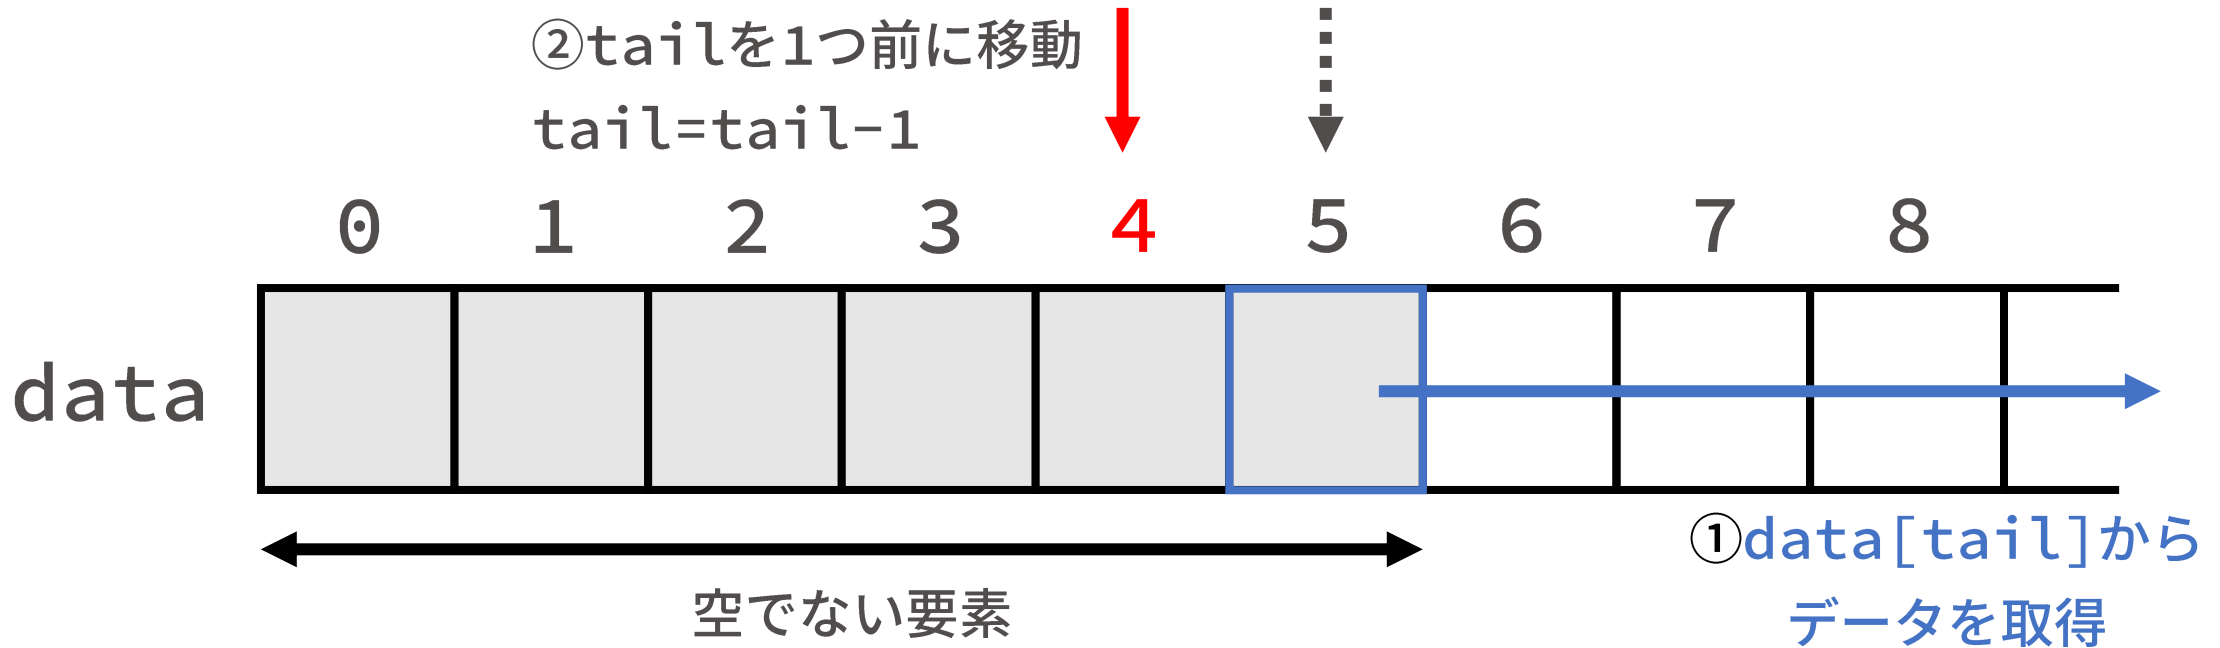 ②tailを1つ前に移動
tail=tail-1
0 1 2 3 4 5 6 7 8
data
空でない要素
①data[tail]から
データを取得